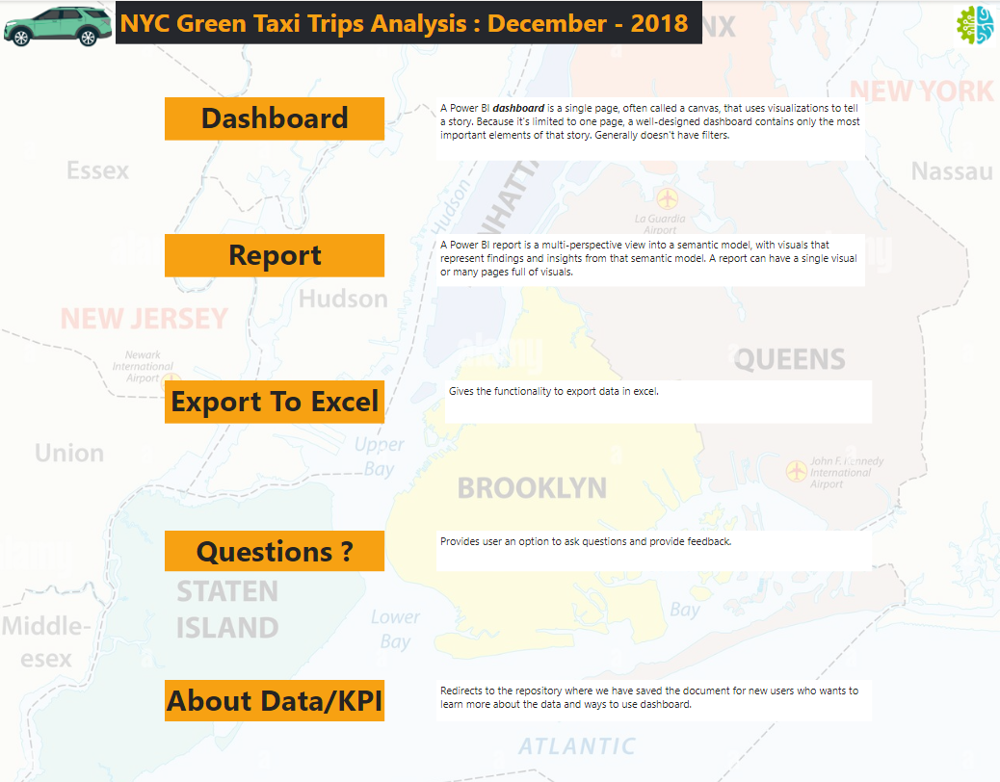 NYC Green Taxi Trips Analysis : December - 2018
NX
NEW YORK
Dashboard
A Power BI dashboard is a single page, often called a canvas, that uses visualizations to tell
a story. Because it's limited to one page, a well-designed dashboard contains only the most
important elements of that story. Generally doesn't have filters.
Essex
Nassau
Hudson
NHATTA
La Guardia
Airport
Report
A Power BI report is a multi-perspective view into a semantic model, with visuals that
represent findings and insights from that semantic model. A report can have a single visual
or many pages full of visuals.
Hudson
NEW JERSEY
alamy
QUEENS
Newark
International
Airport
Export To Excel
Gives the functionality to export data in excel.
Union
Upper
Bay
BROOKLYN
John F. Kennedy
International
Airport
Questions ?
Provides user an option to ask questions and provide feedback.
STATEN
ISLAND
Lower
Bay
Bay
Middle-
esex
About Data/KPI
Redirects to the repository where we have saved the document for new users who wants to
learn more about the data and ways to use dashboard.
ATLANTIC